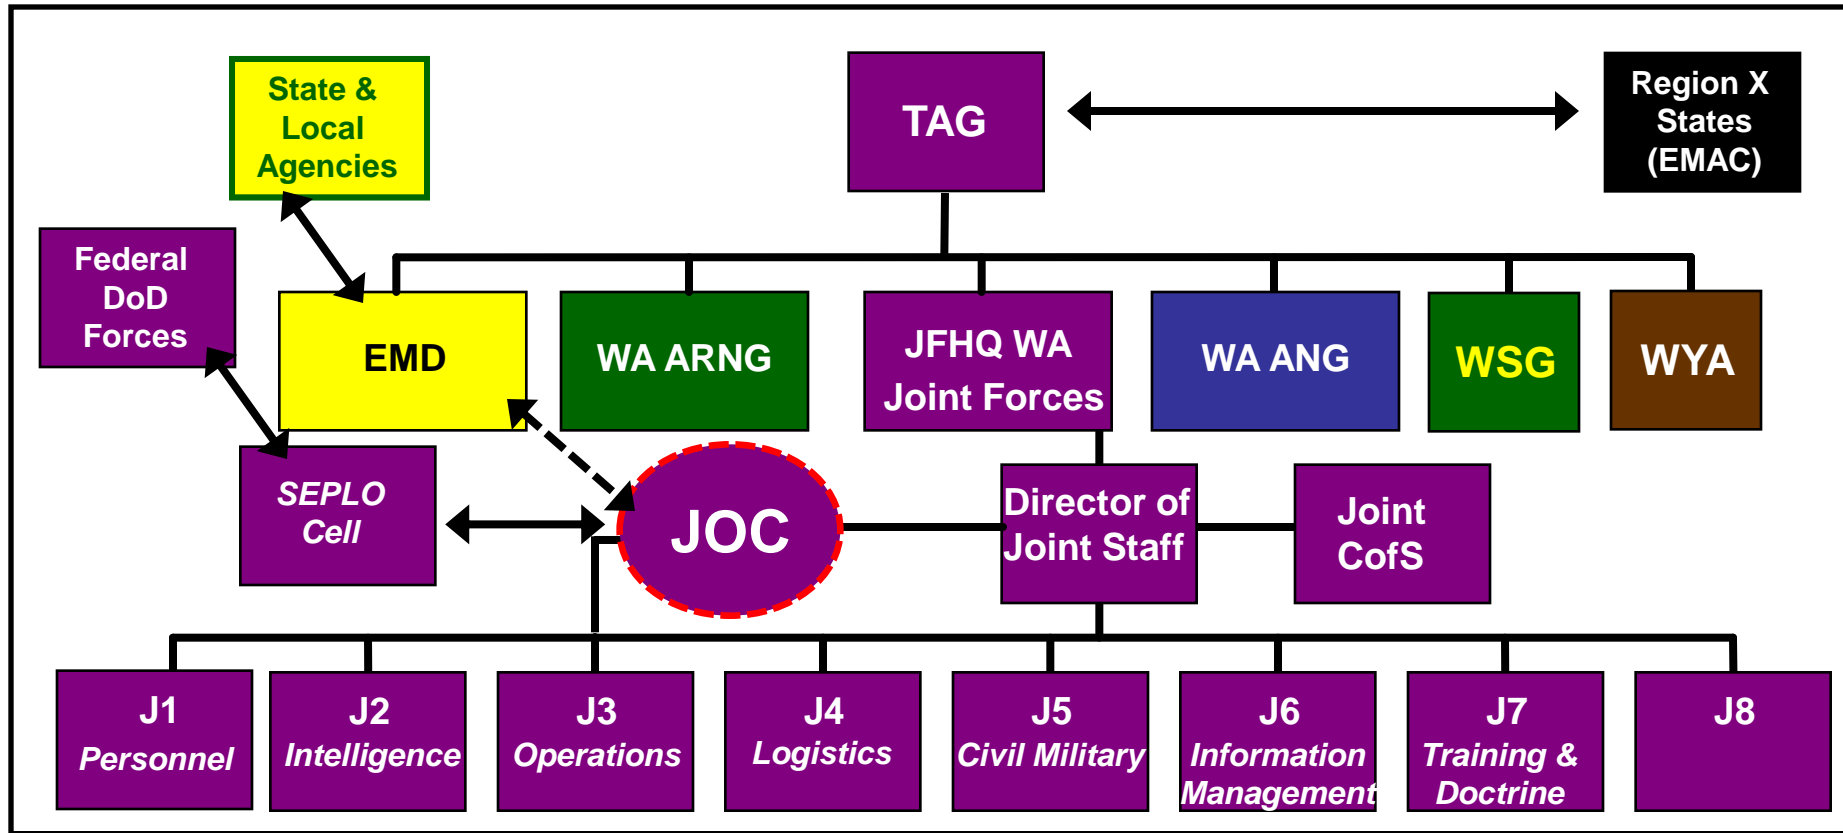 State &
Local
Agencies
TAG
Region X
States
(EMAC)
Federal
DoD
Forces
EMD
WA ARNG
JFHQ WA
Joint Forces
WA ANG
WSG
WYA
SEPLO
Cell
JOC
Director of
Joint Staff
Joint
CofS
J1
Personnel
J2
Intelligence
J3
Operations
J4
Logistics
J5
Civil Military
J6
Information
Management
J7
Training &
Doctrine
J8